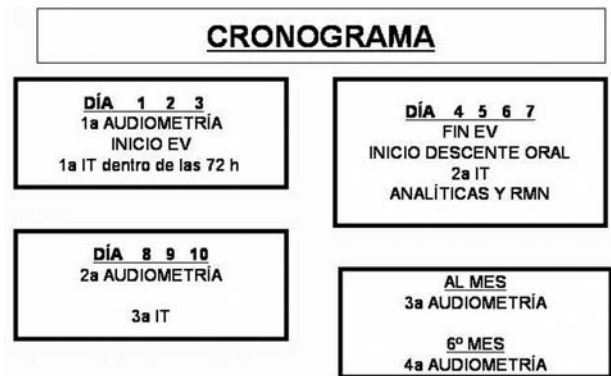 CRONOGRAMA
DÍA 1 2 3
1a AUDIOMETRÍA
INICIO EV
1a IT dentro de las 72 h
DÍA 4 5 6 7
FIN EV
INICIO DESCENTE ORAL
2a IT
ANALÍTICAS Y RMN
DÍA 8 9 10
2a AUDIOMETRÍA
3a IT
AL MES
3a AUDIOMETRÍA
6º MES
4a AUDIOMETRÍA